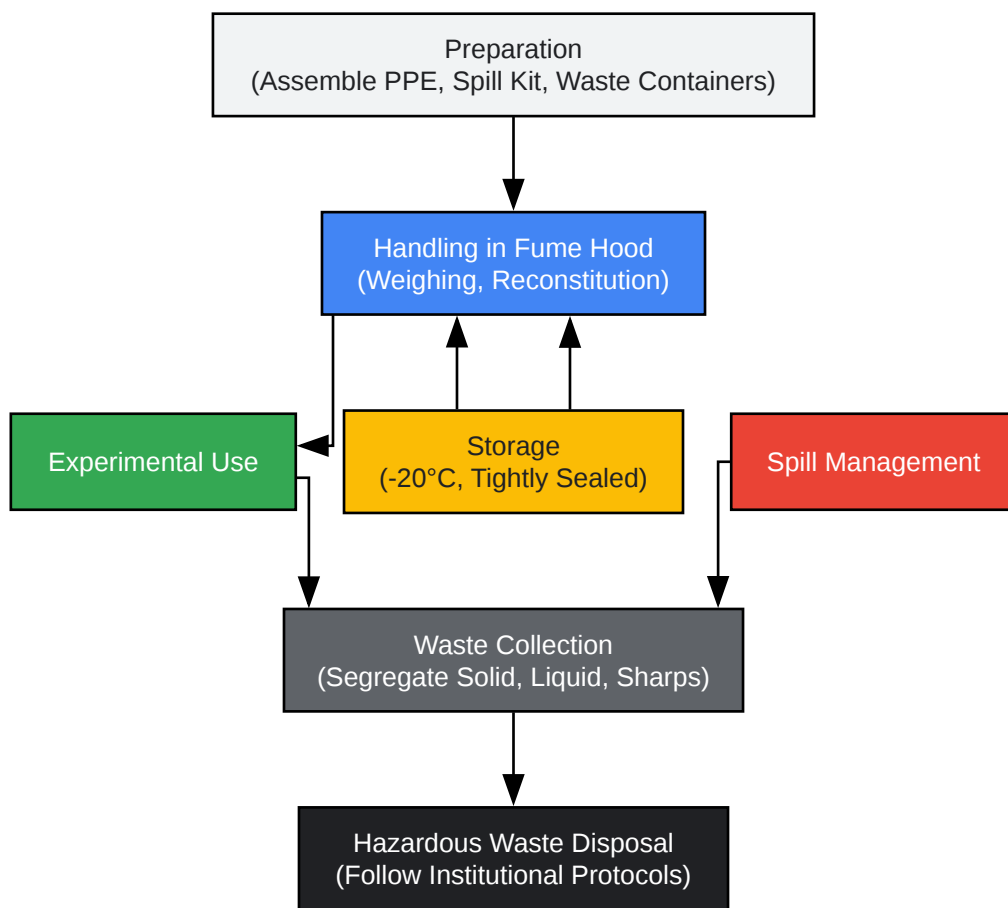 Preparation
(Assemble PPE, Spill Kit, Waste Containers)
Handling in Fume Hood
(Weighing, Reconstitution)
Experimental Use
Storage
(-20°C, Tightly Sealed)
Spill Management
Waste Collection
(Segregate Solid, Liquid, Sharps)
Hazardous Waste Disposal
(Follow Institutional Protocols)